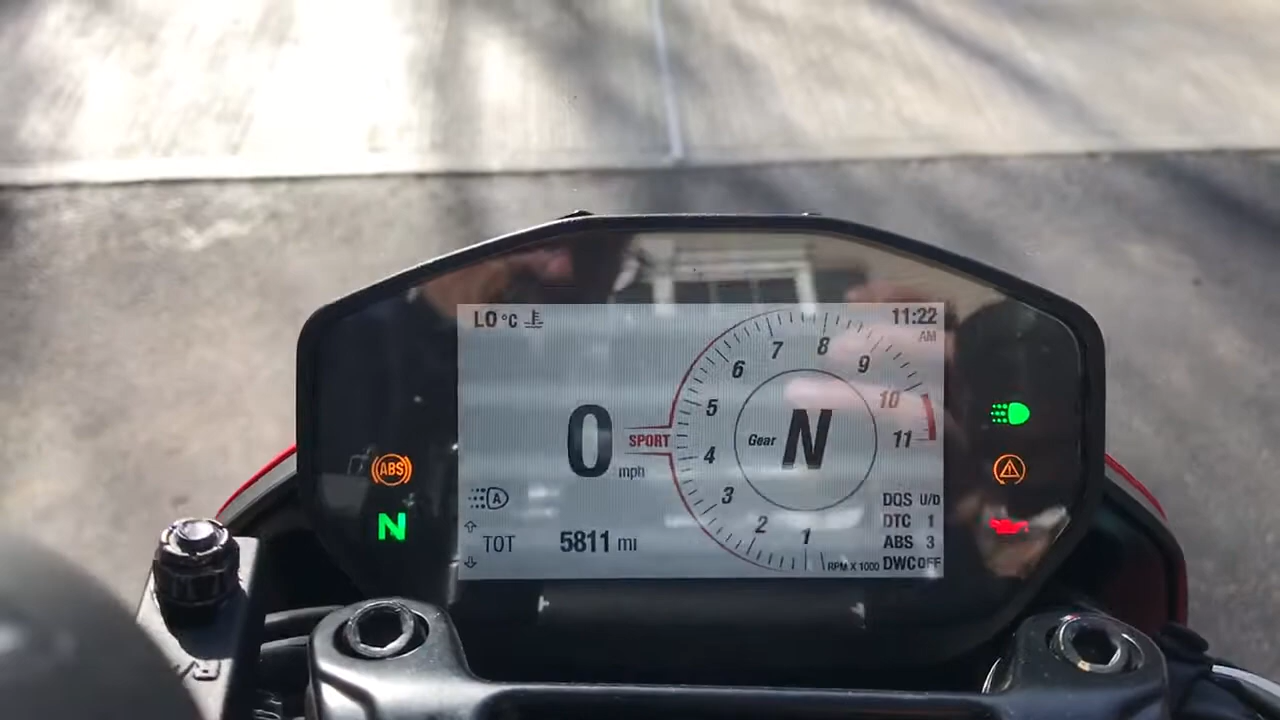 LO °C
11:22
AM
7
8
6
9
5
10
0
SPORT
Gear N
11
mph
4
ABS
A
3
DQS U/D
N
2
DTC 1
1
TOT 5811 mi
ABS 3
RPM X 1000
DWC OFF